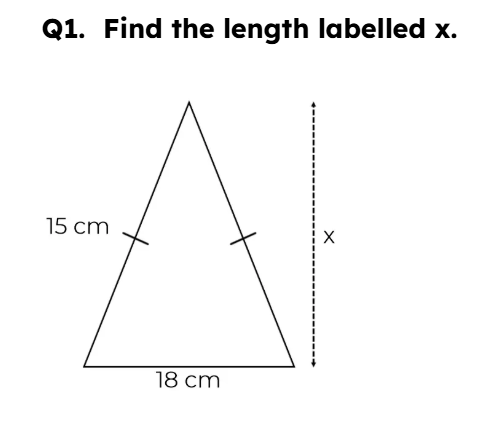 Q1. Find the length labelled x.
15 cm
x
18 cm